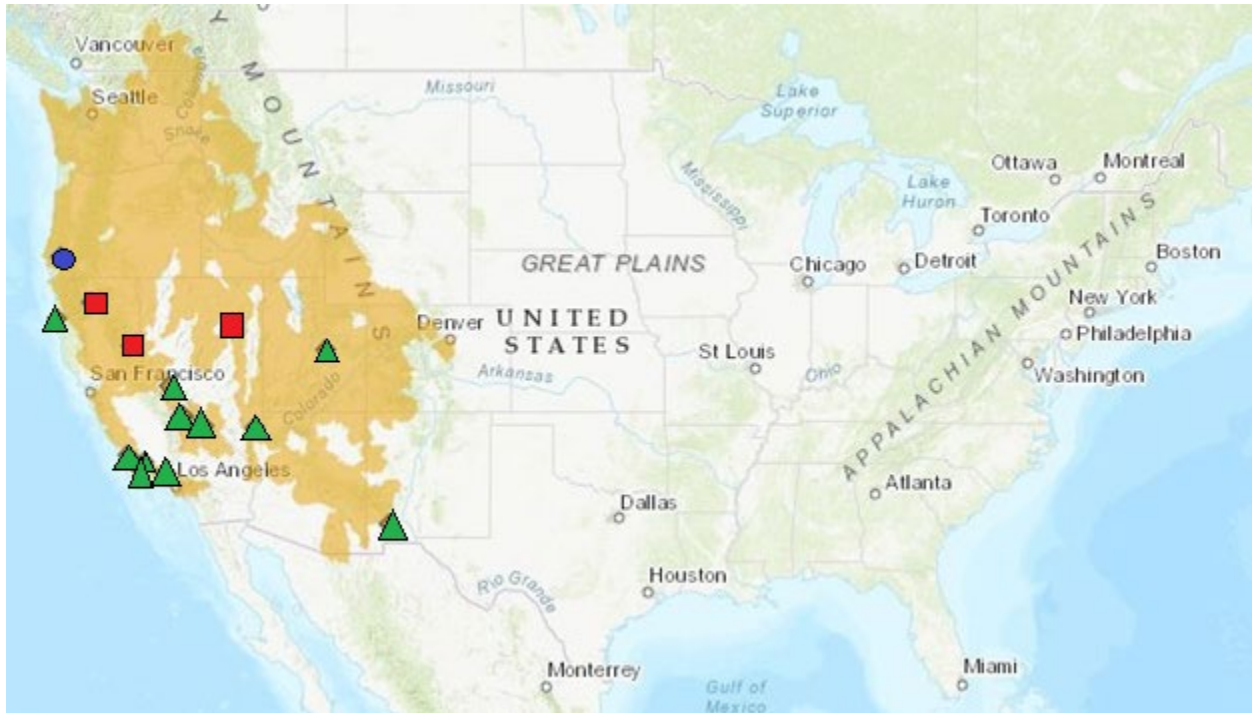 Vancouver
Seattle
Columbia
Snake
Y MOUNTAINS
Missouri
Lake
Superior
Ottawa
Montreal
Mississippi
Lake
Huron
Toronto
GREAT PLAINS
Chicago
Detroit
Boston
APPALACHIAN MOUNTAINS
New York
Philadelphia
Denver
UNITED
STATES
St Louis
Ohio
Washington
San Francisco
Arkansas
Colorado
Los Angeles
Atlanta
Dallas
Houston
Rio Grande
Monterrey
Miami
Gulf of
Mexico